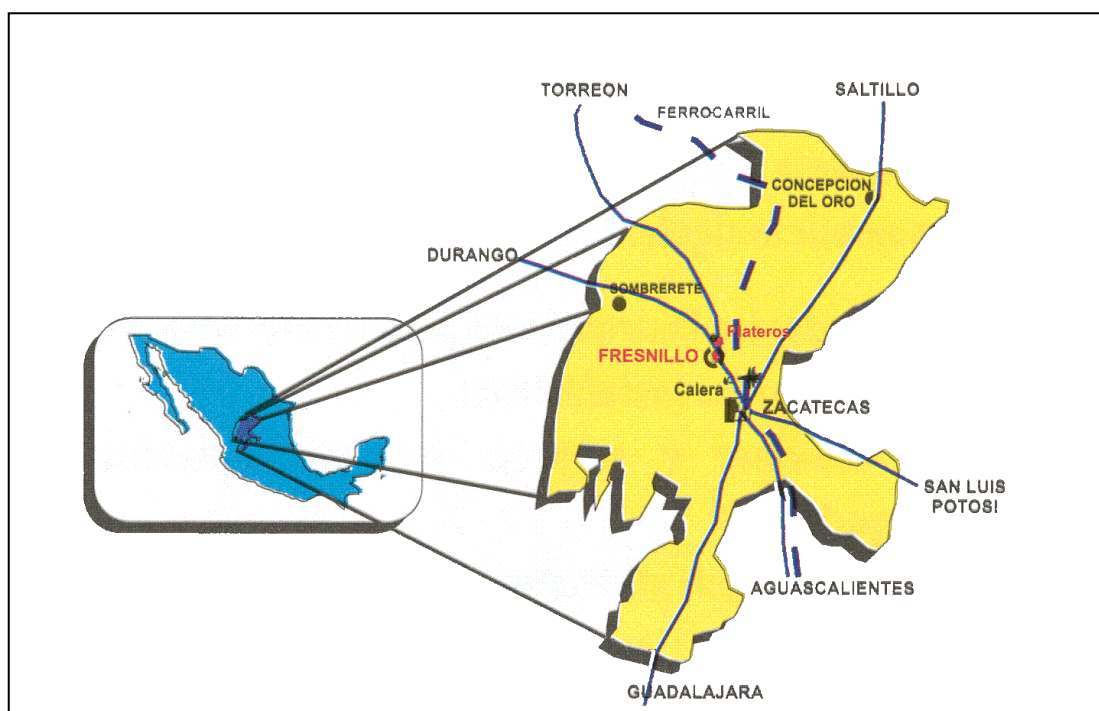 TORREON
SALTILLO
FERROCARRIL
CONCEPCION
DEL ORO
DURANGO
SOMBRERETE
Plateros
FRESNILLO
Calera
ZACATECAS
SAN LUIS
POTOSI
AGUASCALIENTES
GUADALAJARA